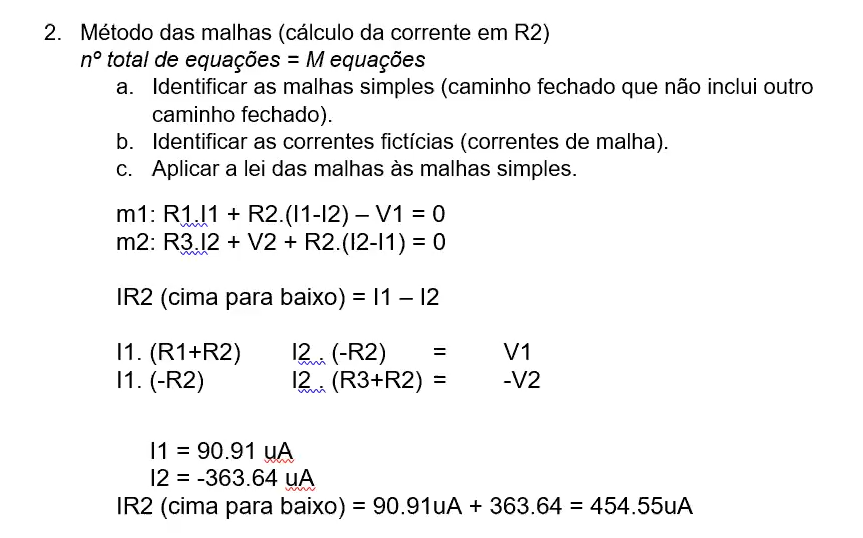 2. Método das malhas (cálculo da corrente em R2)
nº total de equações = M equações
a. Identificar as malhas simples (caminho fechado que não inclui outro
caminho fechado).
b. Identificar as correntes fictícias (correntes de malha).
c. Aplicar a lei das malhas às malhas simples.
m1: R1.I1 + R2.(I1-I2) – V1 = 0
m2: R3.I2 + V2 + R2.(I2-I1) = 0
IR2 (cima para baixo) = I1 – I2
I1. (R1+R2) I2 . (-R2) = V1
I1. (-R2) I2 . (R3+R2) = -V2
I1 = 90.91 uA
I2 = -363.64 uA
IR2 (cima para baixo) = 90.91uA + 363.64 = 454.55uA